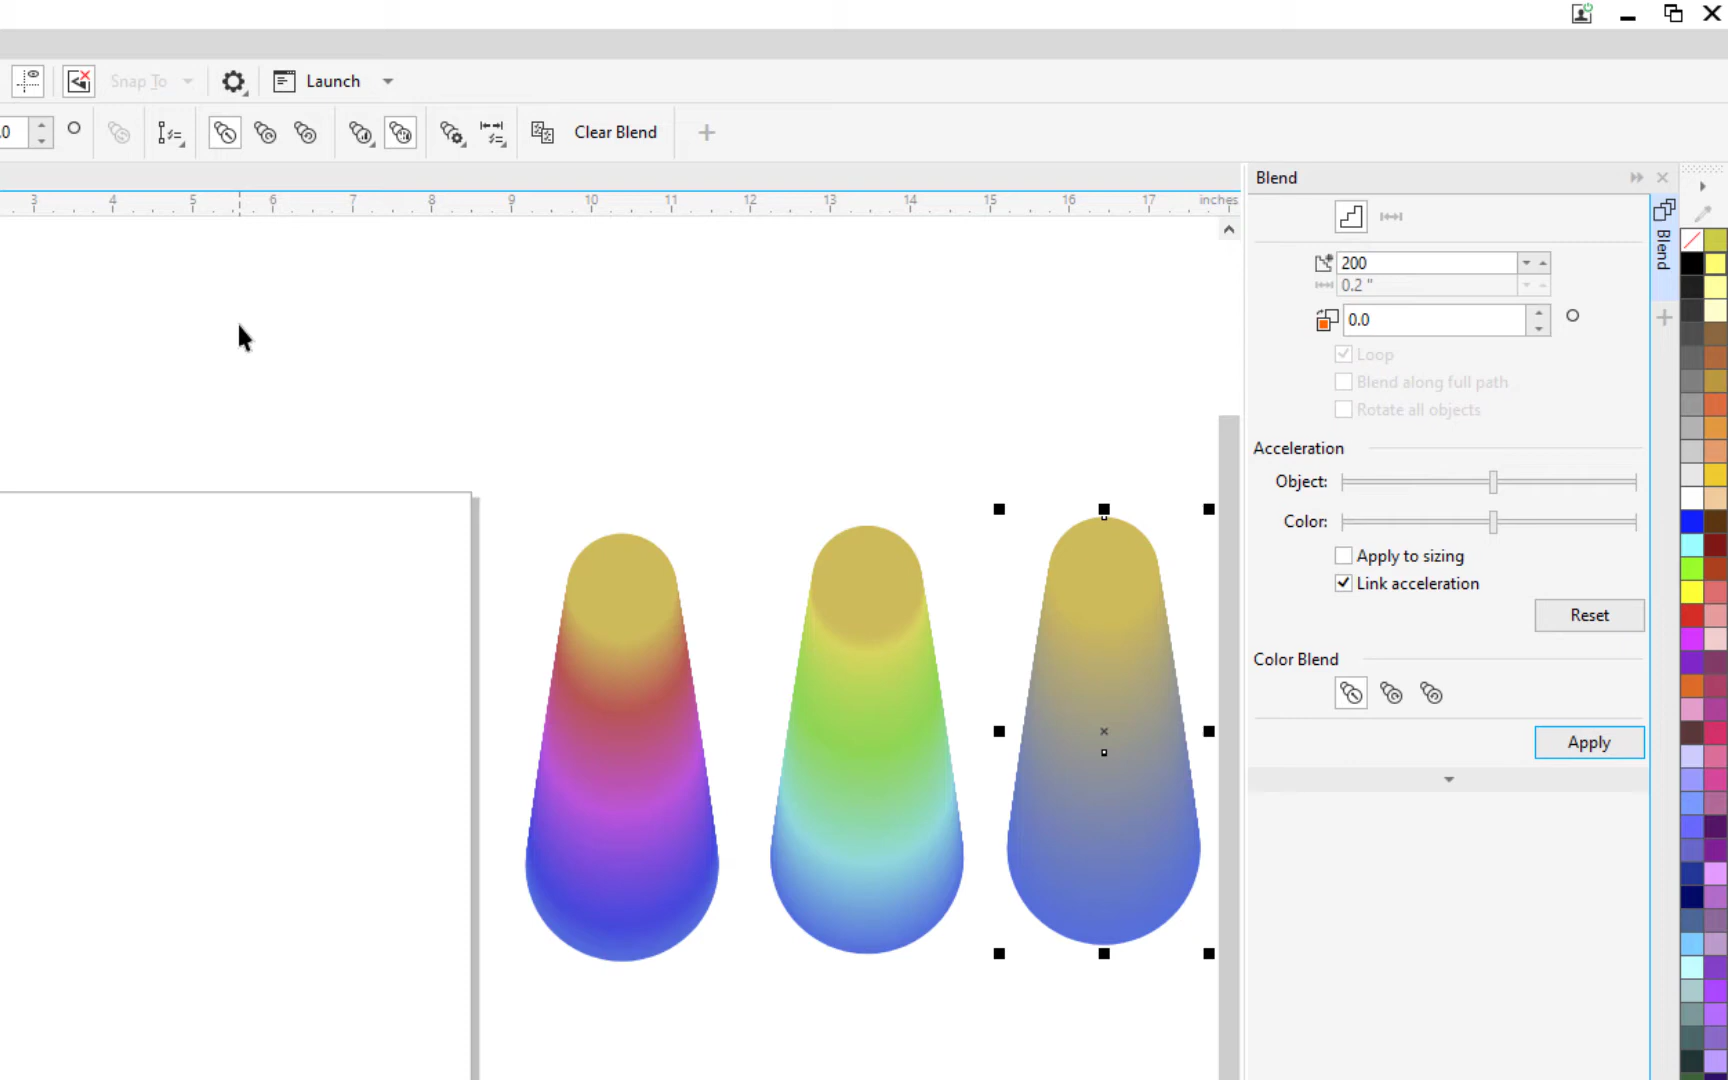 Snap To
Launch
.0
Clear Blend
3 4 5 6 7 8 9 10 11 12 13 14 15 16 17 inches
Blend
Blend
200
0.2 "
0.0
Loop
Blend along full path
Rotate all objects
Acceleration
Object:
Color:
Apply to sizing
Link acceleration
Reset
Color Blend
Apply